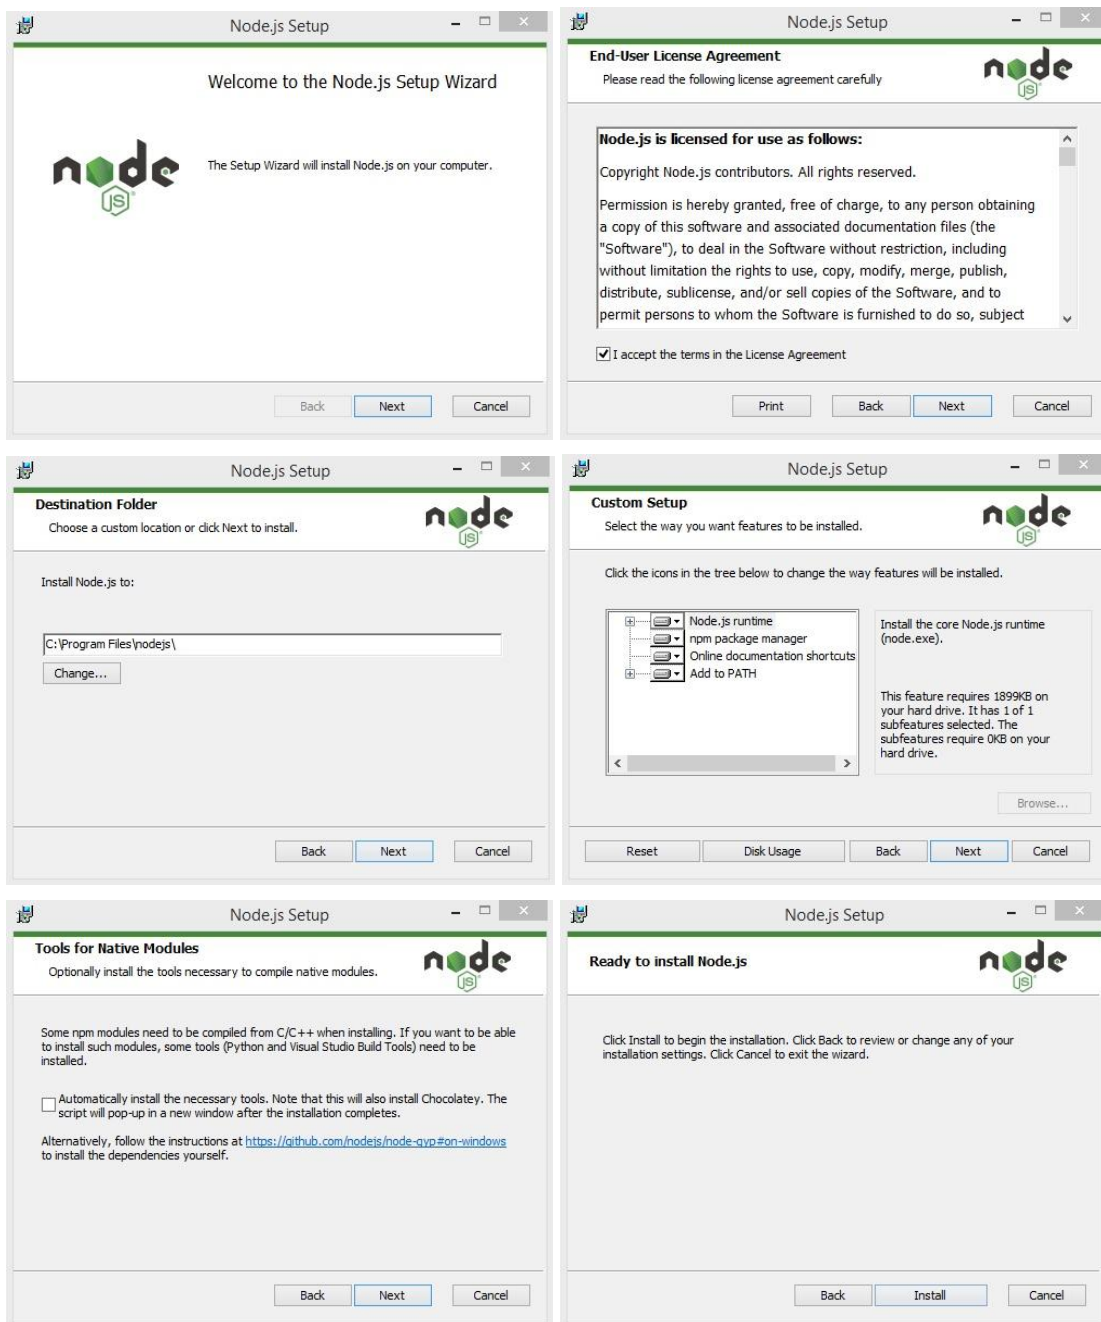 Node.js Setup
Welcome to the Node.js Setup Wizard
node
JS
The Setup Wizard will install Node.js on your computer.
Back
Next
Cancel
Node.js Setup
End-User License Agreement
Please read the following license agreement carefully
node
JS
Node.js is licensed for use as follows:
Copyright Node.js contributors. All rights reserved.
Permission is hereby granted, free of charge, to any person obtaining
a copy of this software and associated documentation files (the
"Software"), to deal in the Software without restriction, including
without limitation the rights to use, copy, modify, merge, publish,
distribute, sublicense, and/or sell copies of the Software, and to
permit persons to whom the Software is furnished to do so, subject
I accept the terms in the License Agreement
Print
Back
Next
Cancel
Node.js Setup
Destination Folder
Choose a custom location or click Next to install.
node
JS
Install Node.js to:
C:\Program Files\nodejs\
Change...
Back
Next
Cancel
Node.js Setup
Custom Setup
Select the way you want features to be installed.
node
JS
Click the icons in the tree below to change the way features will be installed.
Node.js runtime
npm package manager
Online documentation shortcuts
Add to PATH
Install the core Node.js runtime
(node.exe).
This feature requires 1899KB on
your hard drive. It has 1 of 1
subfeatures selected. The
subfeatures require 0KB on your
hard drive.
Browse...
Reset
Disk Usage
Back
Next
Cancel
Node.js Setup
Tools for Native Modules
Optionally install the tools necessary to compile native modules.
node
JS
Some npm modules need to be compiled from C/C++ when installing. If you want to be able
to install such modules, some tools (Python and Visual Studio Build Tools) need to be
installed.
Automatically install the necessary tools. Note that this will also install Chocolatey. The
script will pop-up in a new window after the installation completes.
Alternatively, follow the instructions at https://github.com/nodejs/node-gyp#on-windows
to install the dependencies yourself.
Back
Next
Cancel
Node.js Setup
Ready to install Node.js
node
JS
Click Install to begin the installation. Click Back to review or change any of your
installation settings. Click Cancel to exit the wizard.
Back
Install
Cancel